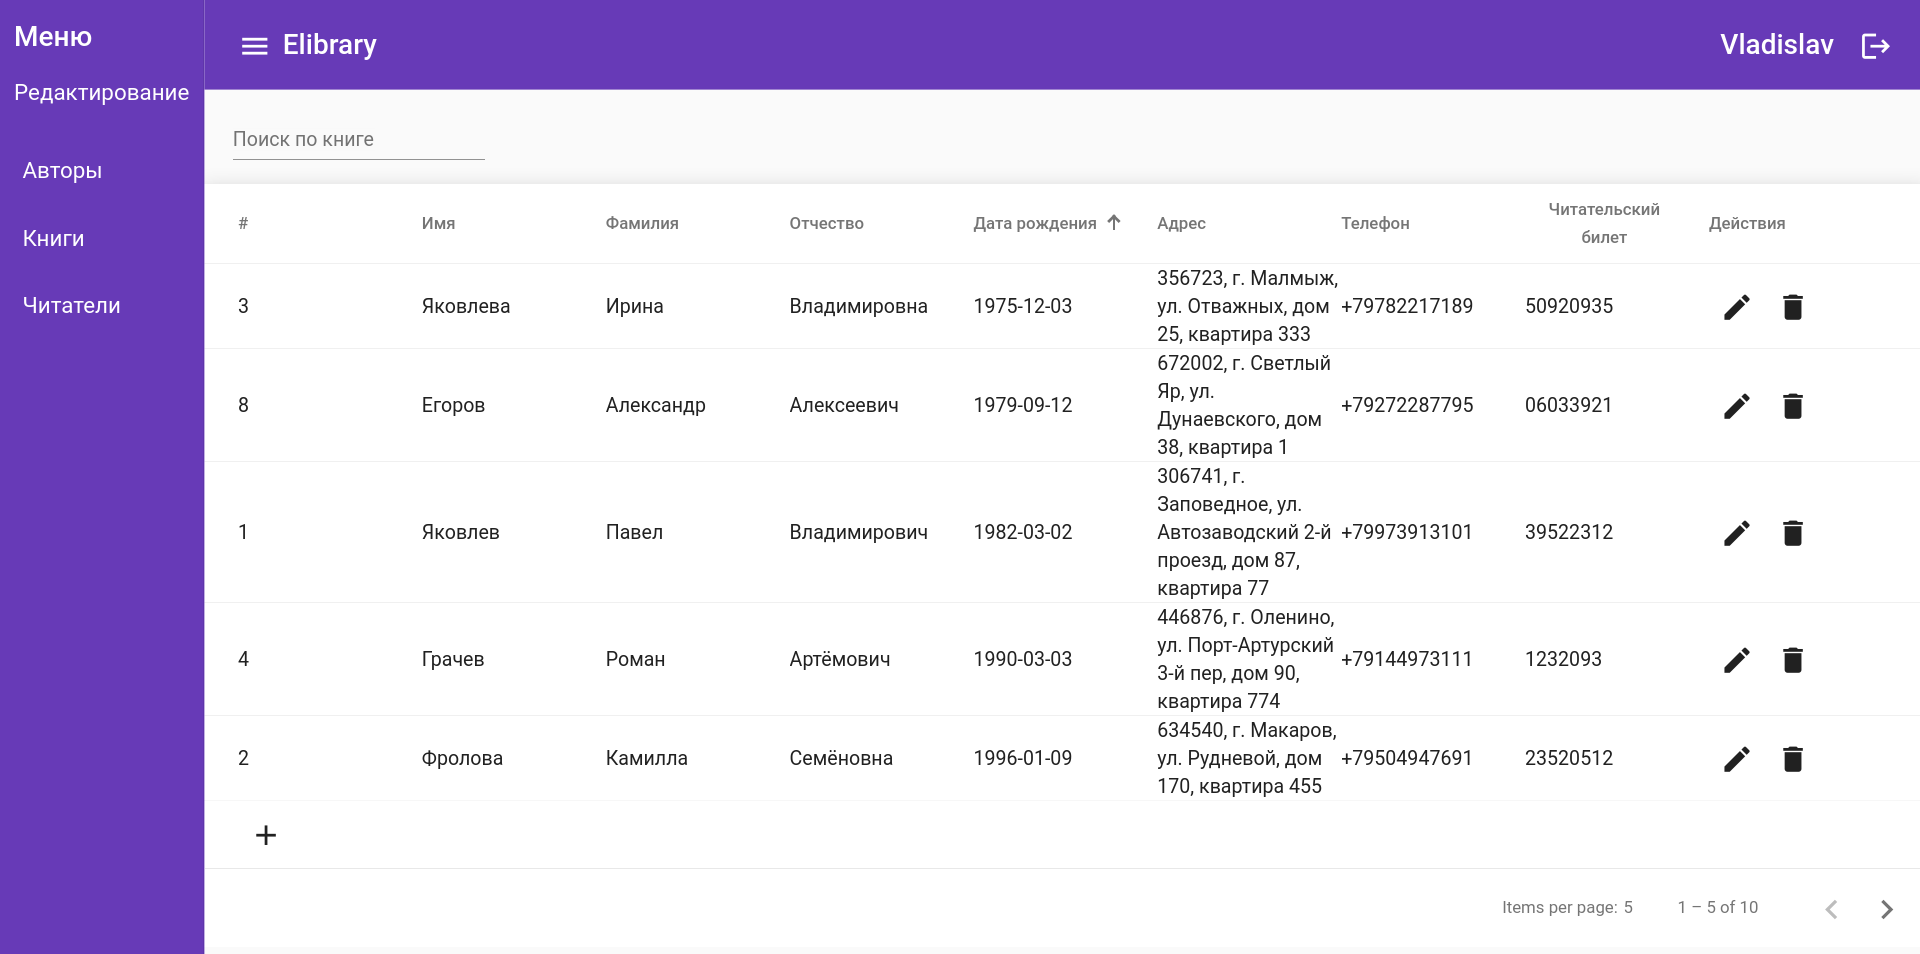 Меню
Редактирование
Авторы
Книги
Читатели
Elibrary
Vladislav
Поиск по книге
# Имя Фамилия Отчество Дата рождения Адрес Телефон Читательский билет Действия
3 Яковлева Ирина Владимировна 1975-12-03 356723, г. Малмыж, ул. Отважных, дом 25, квартира 333 +79782217189 50920935
8 Егоров Александр Алексеевич 1979-09-12 672002, г. Светлый Яр, ул. Дунаевского, дом 38, квартира 1 +79272287795 06033921
1 Яковлев Павел Владимирович 1982-03-02 306741, г. Заповедное, ул. Автозаводский 2-й проезд, дом 87, квартира 77 +79973913101 39522312
4 Грачев Роман Артёмович 1990-03-03 446876, г. Оленино, ул. Порт-Артурский 3-й пер, дом 90, квартира 774 +79144973111 1232093
2 Фролова Камилла Семёновна 1996-01-09 634540, г. Макаров, ул. Рудневой, дом 170, квартира 455 +79504947691 23520512
Items per page: 5 1 – 5 of 10